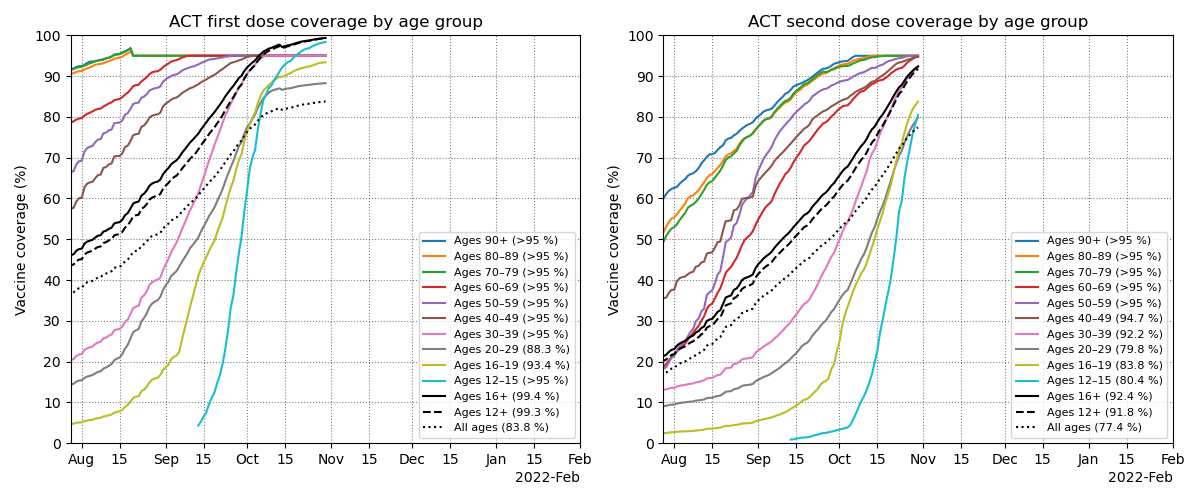 ACT first dose coverage by age group
Vaccine coverage (%)
100
90
80
70
60
50
40
30
20
10
0
Aug 15 Sep 15 Oct 15 Nov 15 Dec 15 Jan 15 Feb
2022-Feb
Ages 90+ (>95 %)
Ages 80–89 (>95 %)
Ages 70–79 (>95 %)
Ages 60–69 (>95 %)
Ages 50–59 (>95 %)
Ages 40–49 (>95 %)
Ages 30–39 (>95 %)
Ages 20–29 (88.3 %)
Ages 16–19 (93.4 %)
Ages 12–15 (>95 %)
Ages 16+ (99.4 %)
Ages 12+ (99.3 %)
All ages (83.8 %)
ACT second dose coverage by age group
Vaccine coverage (%)
100
90
80
70
60
50
40
30
20
10
0
Aug 15 Sep 15 Oct 15 Nov 15 Dec 15 Jan 15 Feb
2022-Feb
Ages 90+ (>95 %)
Ages 80–89 (>95 %)
Ages 70–79 (>95 %)
Ages 60–69 (>95 %)
Ages 50–59 (>95 %)
Ages 40–49 (94.7 %)
Ages 30–39 (92.2 %)
Ages 20–29 (79.8 %)
Ages 16–19 (83.8 %)
Ages 12–15 (80.4 %)
Ages 16+ (92.4 %)
Ages 12+ (91.8 %)
All ages (77.4 %)